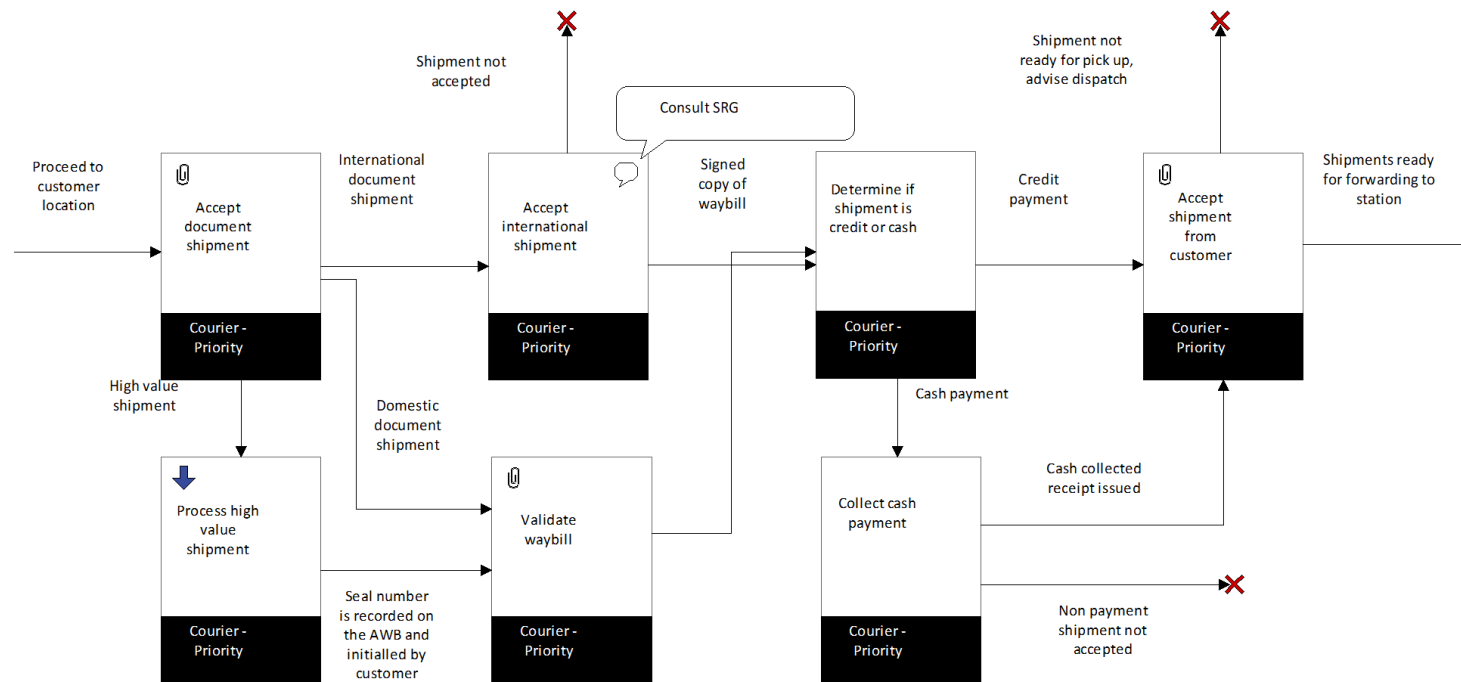 Shipment not
accepted
Shipment not
ready for pick up,
advise dispatch
Consult SRG
Proceed to
customer
location
International
document
shipment
Signed
copy of
waybill
Credit
payment
Shipments ready
for forwarding to
station
Accept
document
shipment
Accept
international
shipment
Determine if
shipment is
credit or cash
Accept
shipment
from
customer
Courier -
Priority
Courier -
Priority
Courier -
Priority
Courier -
Priority
High value
shipment
Domestic
document
shipment
Cash payment
Process high
value
shipment
Validate
waybill
Collect cash
payment
Cash collected
receipt issued
Seal number
is recorded on
the AWB and
initialled by
customer
Non payment
shipment not
accepted
Courier -
Priority
Courier -
Priority
Courier -
Priority